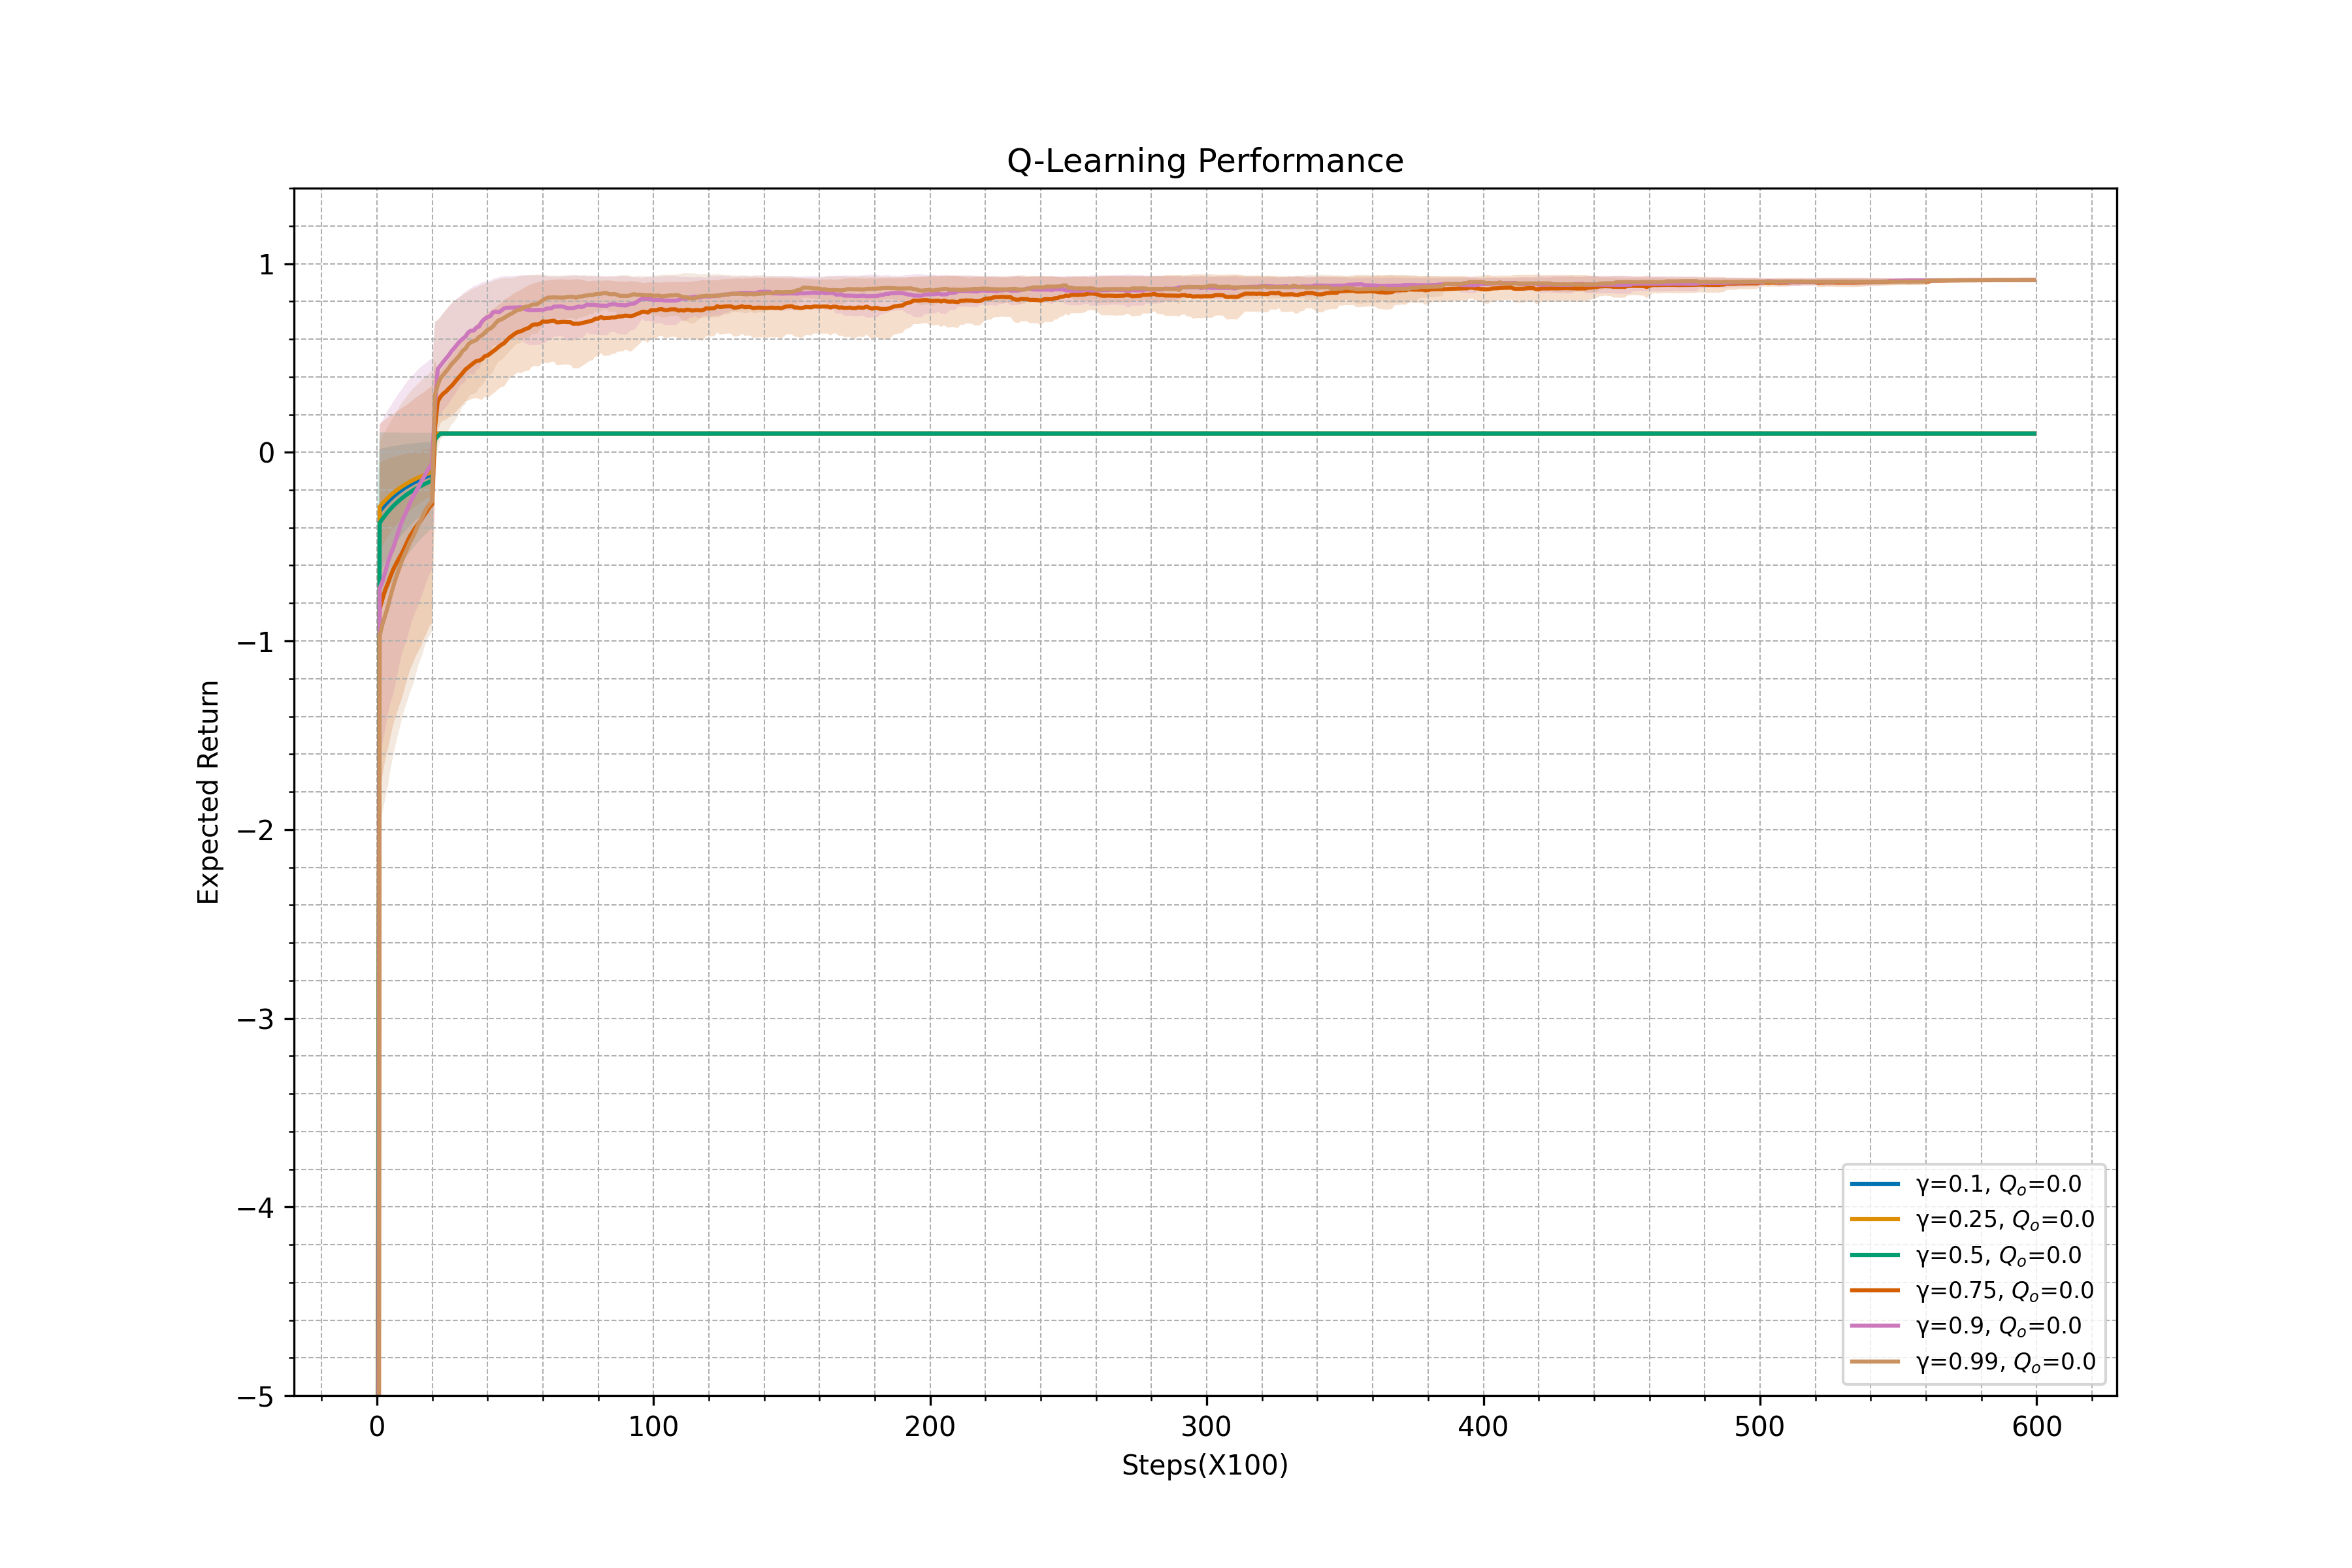 Q-Learning Performance
Expected Return
1
0
−1
−2
−3
−4
−5
0 100 200 300 400 500 600
Steps(X100)
γ=0.1, Qₒ=0.0
γ=0.25, Qₒ=0.0
γ=0.5, Qₒ=0.0
γ=0.75, Qₒ=0.0
γ=0.9, Qₒ=0.0
γ=0.99, Qₒ=0.0